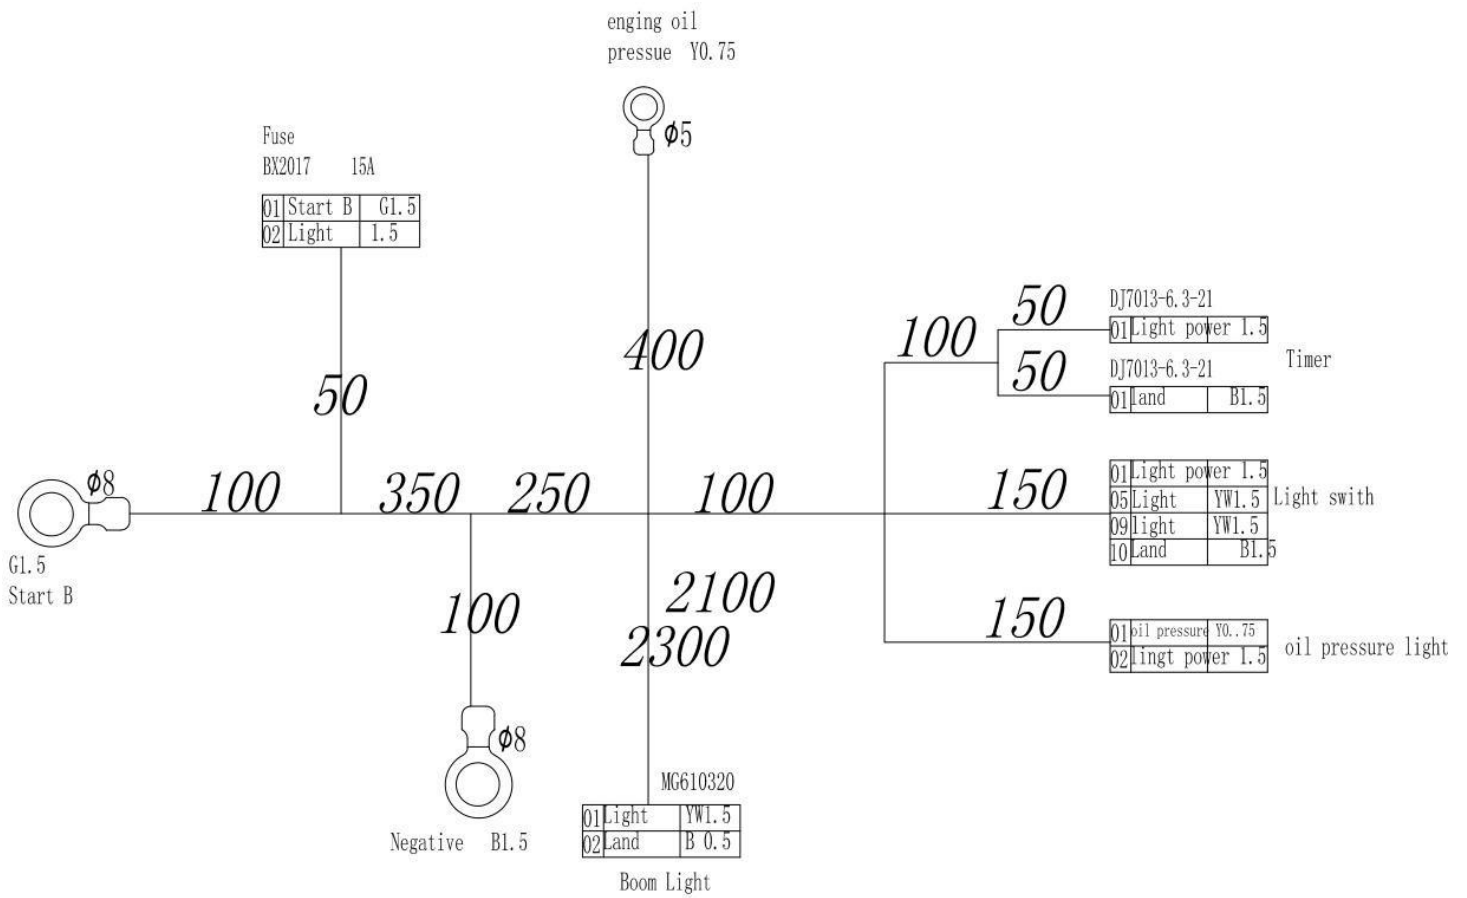 enging oil
pressue Y0.75
ϕ5
Fuse
BX2017 15A
01 Start B G1.5
02 Light 1.5
400
50
50
100
50
DJ7013-6.3-21
01 Light power 1.5
DJ7013-6.3-21
01 land B1.5
Timer
ϕ8
100
350
250
100
150
01 Light power 1.5
05 Light YW1.5
09 light YW1.5
10 Land B1.5
Light swith
G1.5
Start B
100
2100
2300
150
01 oil pressure Y0..75
02 lingt power 1.5
oil pressure light
ϕ8
Negative B1.5
MG610320
01 Light YW1.5
02 Land B 0.5
Boom Light